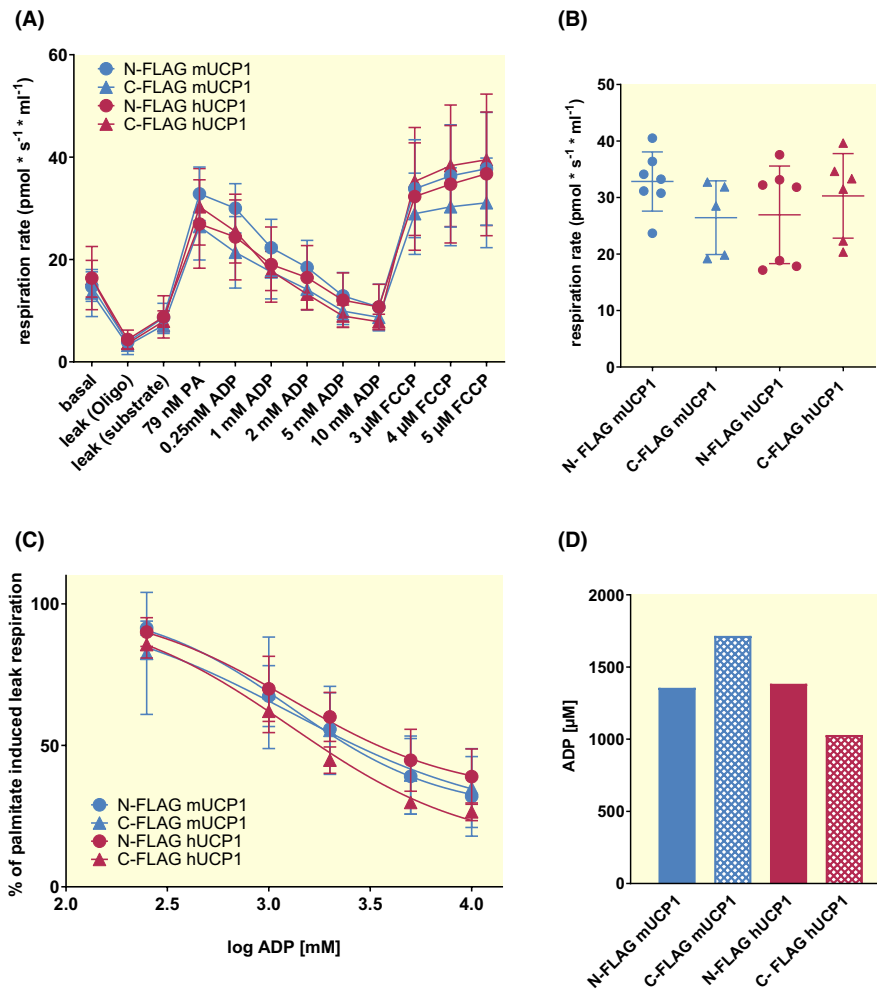 (A)
60
40
20
0
respiration rate (pmol * s⁻¹ * ml⁻¹)
N-FLAG mUCP1
C-FLAG mUCP1
N-FLAG hUCP1
C-FLAG hUCP1
basal
leak (Oligo)
leak (substrate)
79 nM PA
0.25mM ADP
1 mM ADP
2 mM ADP
5 mM ADP
10 mM ADP
3 µM FCCP
4 µM FCCP
5 µM FCCP
(B)
50
40
30
20
10
0
respiration rate (pmol * s⁻¹ * ml⁻¹)
N- FLAG mUCP1
C-FLAG mUCP1
N-FLAG hUCP1
C-FLAG hUCP1
(C)
100
50
0
% of palmitate induced leak respiration
N-FLAG mUCP1
C-FLAG mUCP1
N-FLAG hUCP1
C-FLAG hUCP1
2.0 2.5 3.0 3.5 4.0
log ADP [mM]
(D)
2000
1500
1000
500
0
ADP [µM]
N-FLAG mUCP1
C-FLAG mUCP1
N-FLAG hUCP1
C- FLAG hUCP1